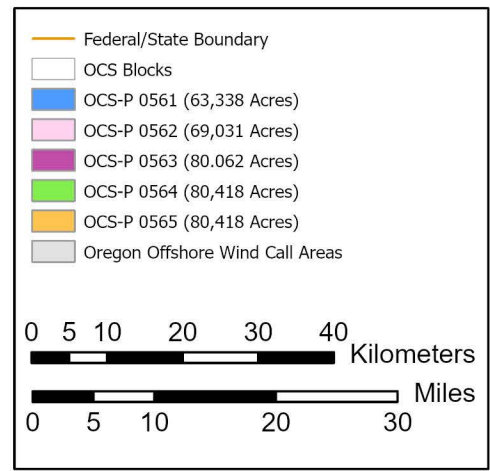 Federal/State Boundary
OCS Blocks
OCS-P 0561 (63,338 Acres)
OCS-P 0562 (69,031 Acres)
OCS-P 0563 (80.062 Acres)
OCS-P 0564 (80,418 Acres)
OCS-P 0565 (80,418 Acres)
Oregon Offshore Wind Call Areas
0 5 10 20 30 40
Kilometers
Miles
0 5 10 20 30